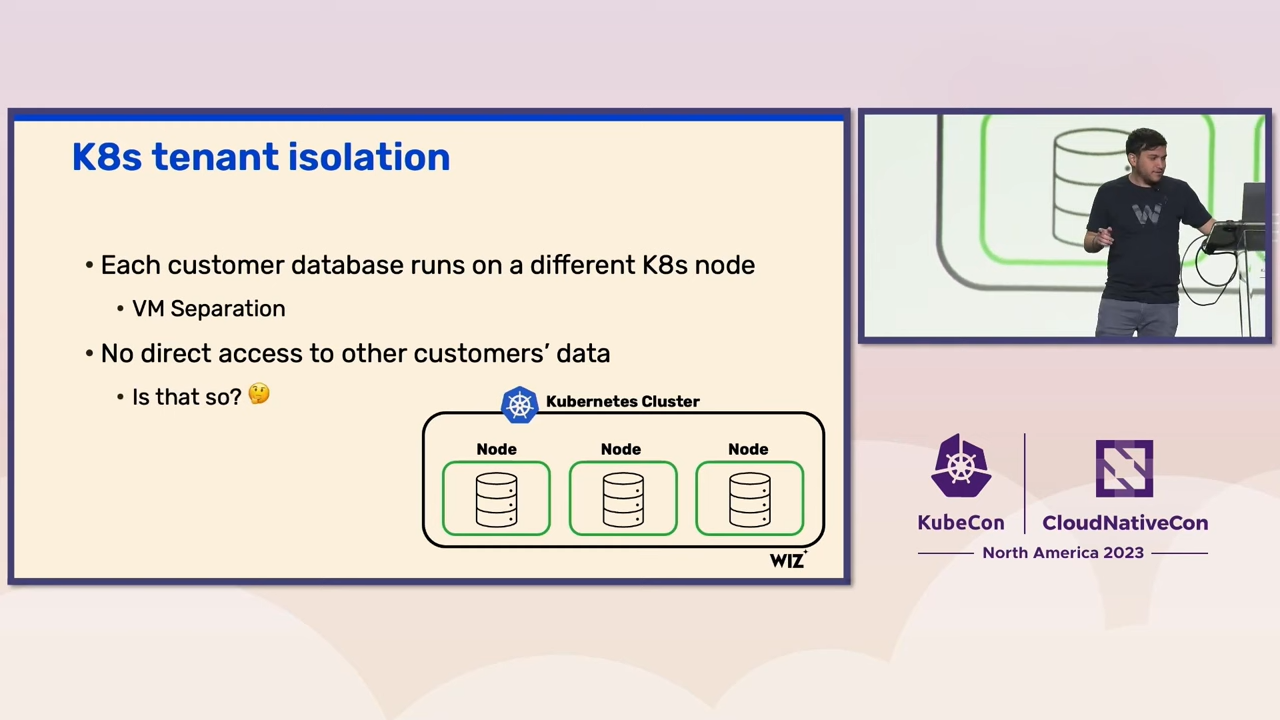 K8s tenant isolation
• Each customer database runs on a different K8s node
• VM Separation
• No direct access to other customers’ data
• Is that so? 🤔
Kubernetes Cluster
Node Node Node
WIZ
W
KubeCon
CloudNativeCon
North America 2023